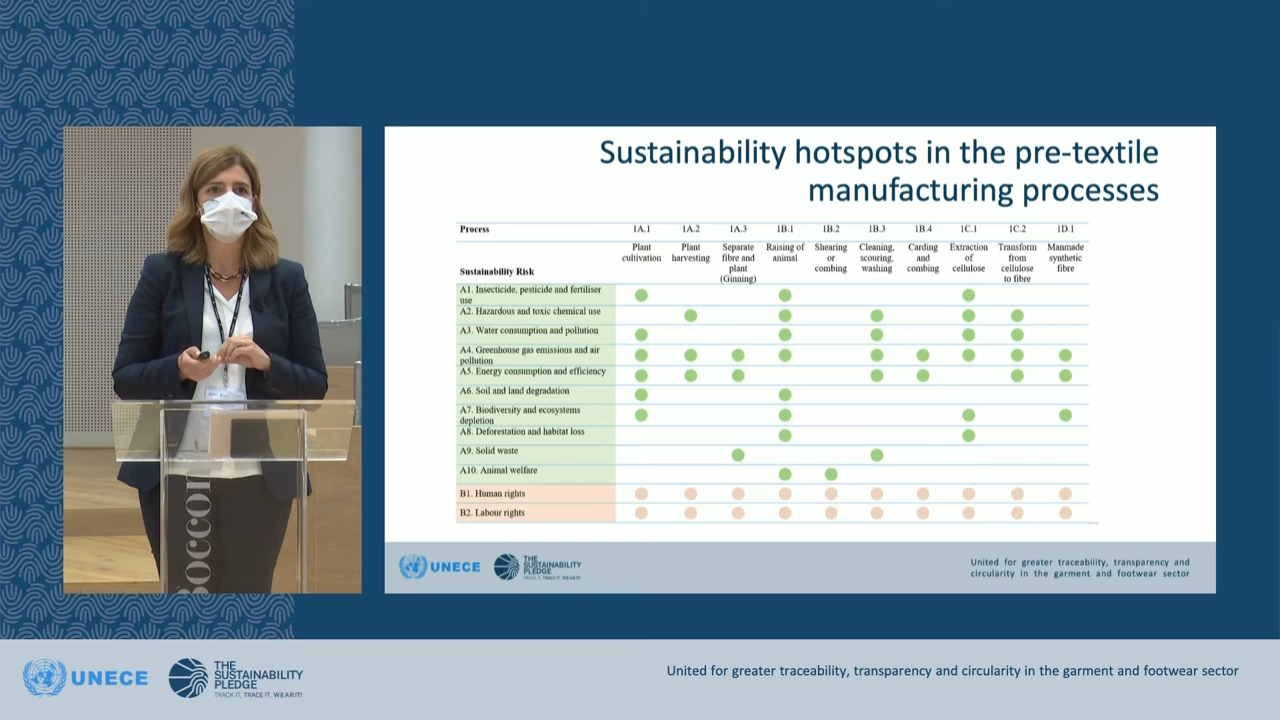 Sustainability hotspots in the pre-textile
manufacturing processes
Process 1A.1 1A.2 1A.3 1B.1 1B.2 1B.3 1B.4 1C.1 1C.2 1D.1
Sustainability Risk
Plant
cultivation
Plant
harvesting
Separate
fibre and
plant
(Ginning)
Raising of
animal
Shearing
or
combing
Cleaning,
scouring,
washing
Carding
and
combing
Extraction
of
cellulose
Transform
from
cellulose
to fibre
Manmade
synthetic
fibre
A1. Insecticide, pesticide and fertiliser
use
A2. Hazardous and toxic chemical use
A3. Water consumption and pollution
A4. Greenhouse gas emissions and air
pollution
A5. Energy consumption and efficiency
A6. Soil and land degradation
A7. Biodiversity and ecosystems
depletion
A8. Deforestation and habitat loss
A9. Solid waste
A10. Animal welfare
B1. Human rights
B2. Labour rights
UNECE
THE
SUSTAINABILITY
PLEDGE
TRACK IT, TRACE IT, WEAR IT!
United for greater traceability, transparency and
circularity in the garment and footwear sector
UNECE
THE
SUSTAINABILITY
PLEDGE
TRACK IT, TRACE IT, WEAR IT!
United for greater traceability, transparency and circularity in the garment and footwear sector